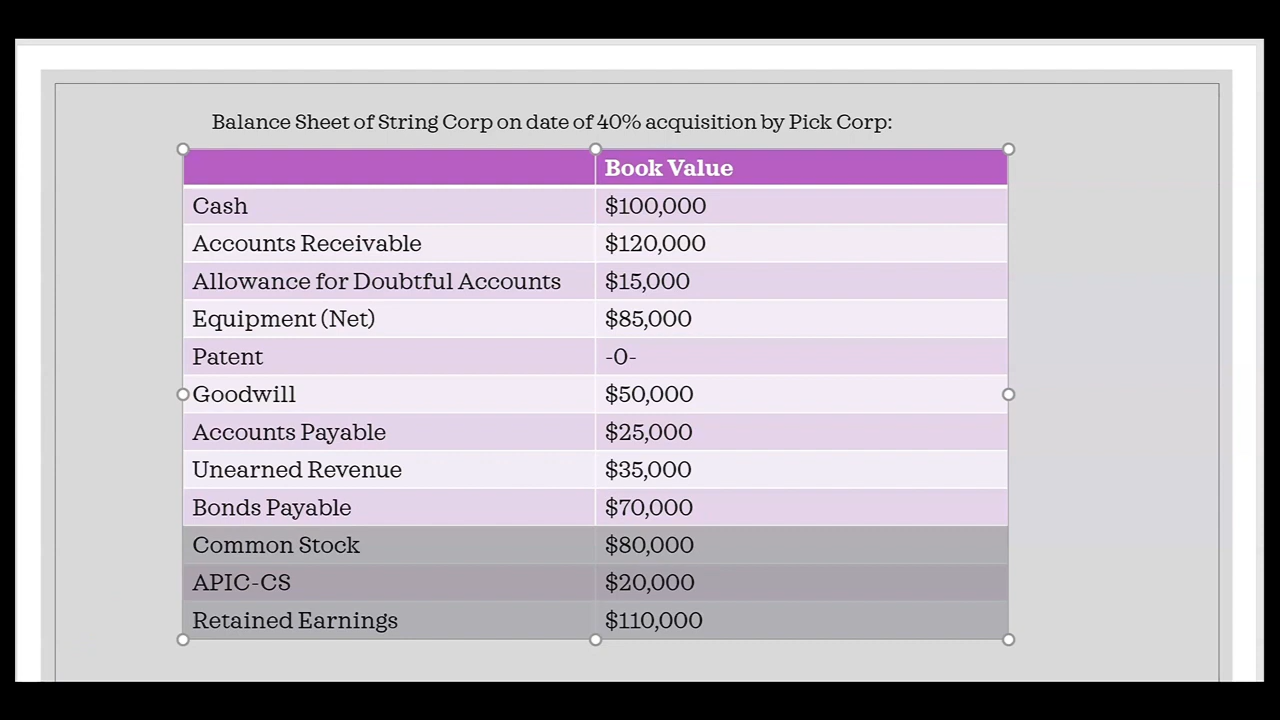 Balance Sheet of String Corp on date of 40% acquisition by Pick Corp:
Book Value
Cash $100,000
Accounts Receivable $120,000
Allowance for Doubtful Accounts $15,000
Equipment (Net) $85,000
Patent -0-
Goodwill $50,000
Accounts Payable $25,000
Unearned Revenue $35,000
Bonds Payable $70,000
Common Stock $80,000
APIC-CS $20,000
Retained Earnings $110,000